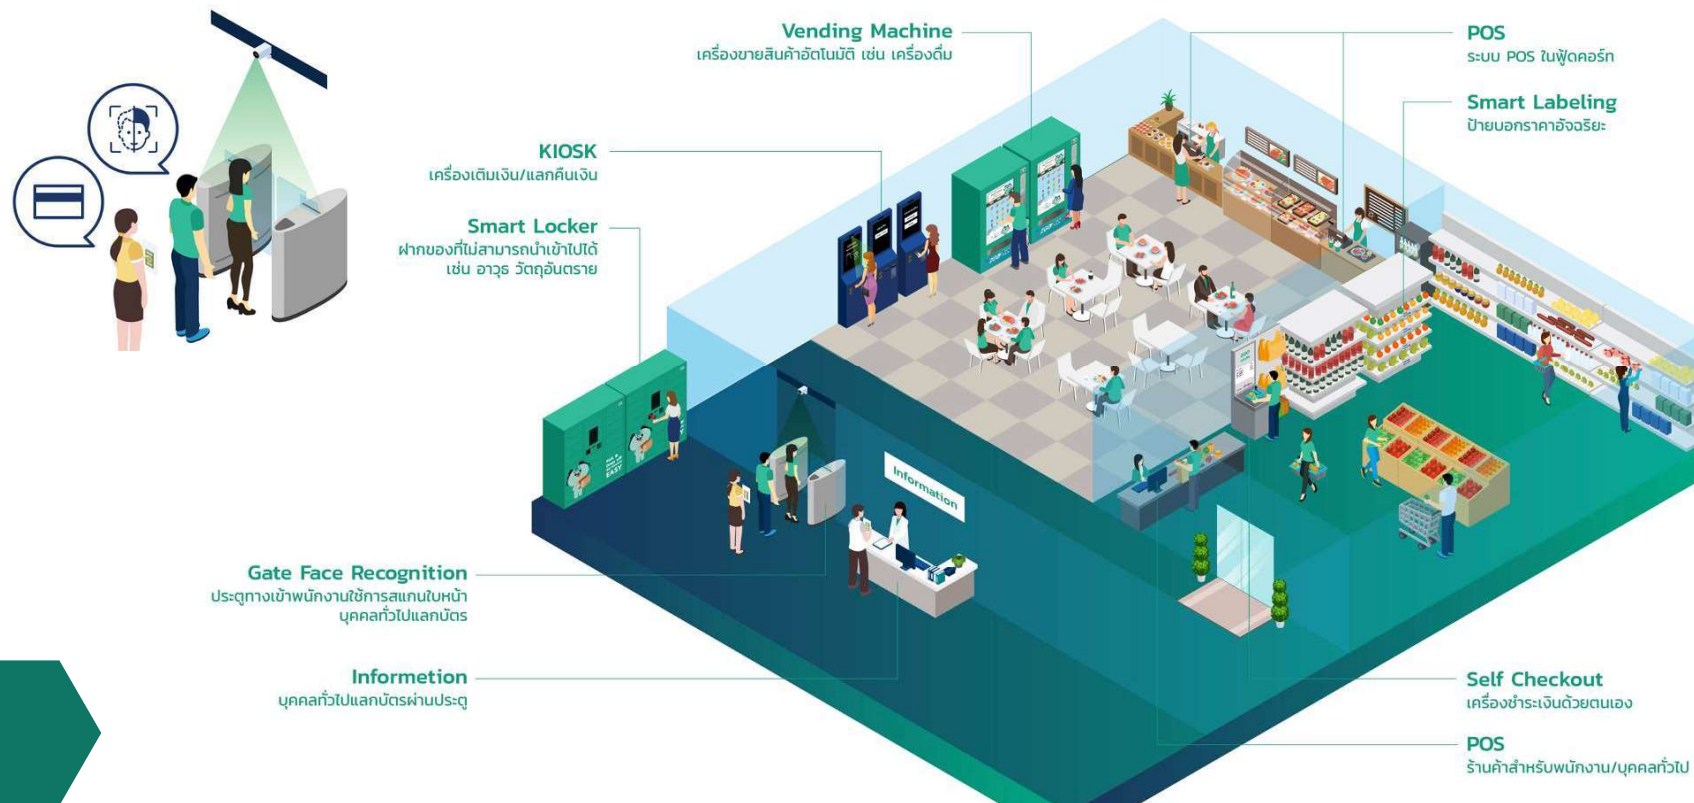 Vending Machine
เครื่องขายสินค้าอัตโนมัติ เช่น เครื่องดื่ม
POS
ระบบ POS ในฟู้ดคอร์ท
Smart Labeling
ป้ายบอกราคาอัจฉริยะ
KIOSK
เครื่องเติมเงิน/แลกคืนเงิน
Smart Locker
ฝากของที่ไม่สามารถนำเข้าไปได้
เช่น อาวุธ วัตถุอันตราย
Information
EASY
Gate Face Recognition
ประตูทางเข้าพนักงานใช้การสแกนใบหน้า
บุคคลทั่วไปแลกบัตร
Informetion
บุคคลทั่วไปแลกบัตรผ่านประตู
Self Checkout
เครื่องชำระเงินด้วยตนเอง
POS
ร้านค้าสำหรับพนักงาน/บุคคลทั่วไป